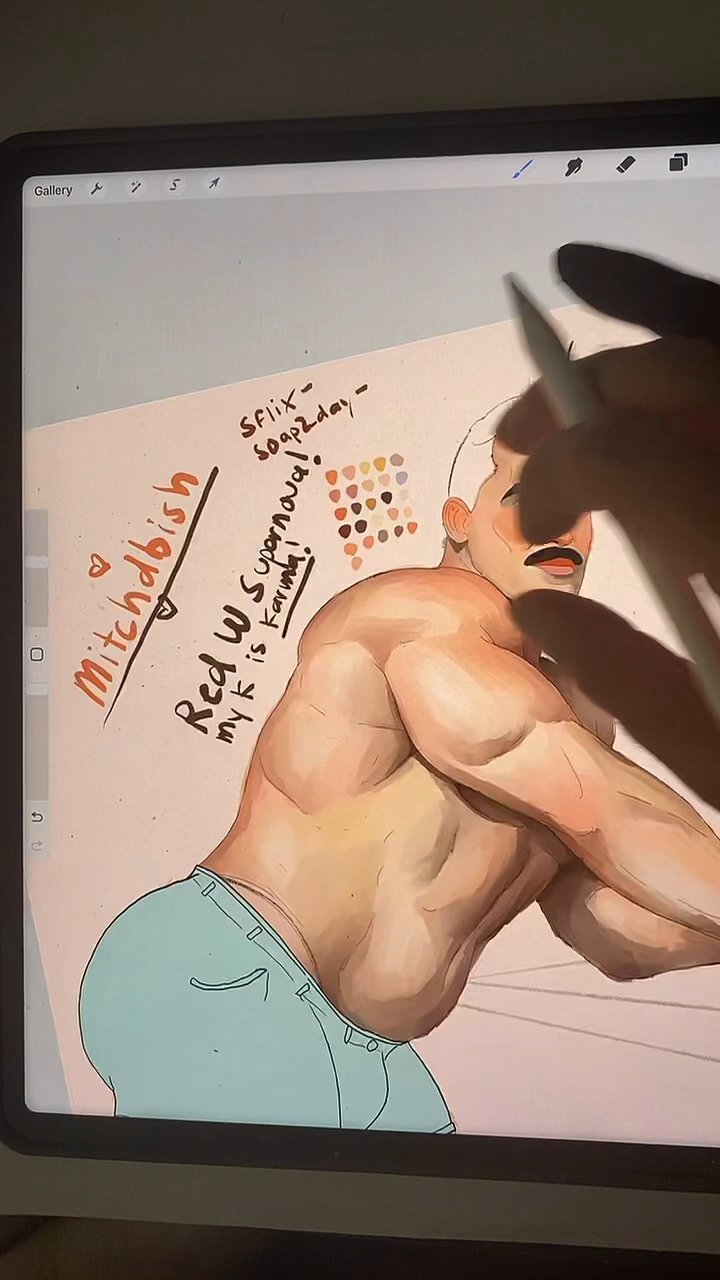 Gallery
sflix-
soap2day-
Mitchdbish
Red W Supernova!
my k is karma!